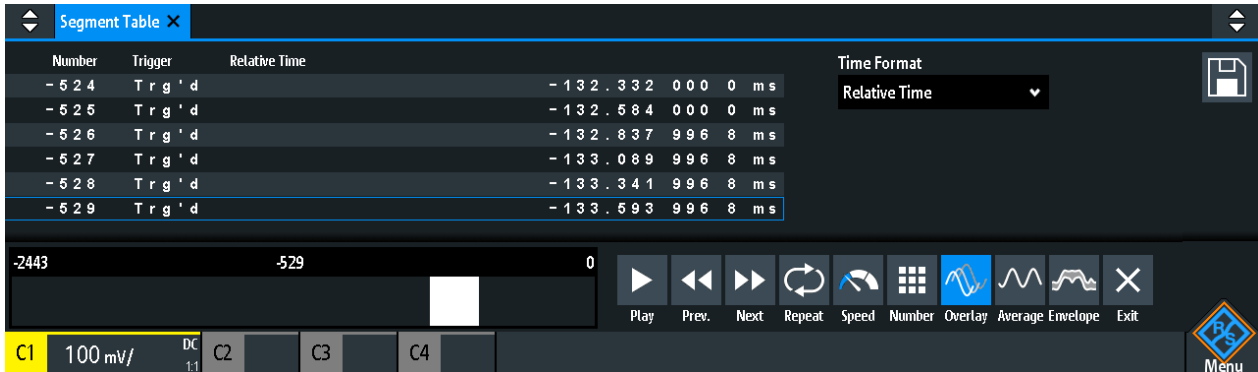 Segment Table
Number Trigger Relative Time
-524 Trg'd -132.332 000 0 ms
-525 Trg'd -132.584 000 0 ms
-526 Trg'd -132.837 996 8 ms
-527 Trg'd -133.089 996 8 ms
-528 Trg'd -133.341 996 8 ms
-529 Trg'd -133.593 996 8 ms
Time Format
Relative Time
-2443 -529 0
Play Prev. Next Repeat Speed Number Overlay Average Envelope Exit
C1 100 mV/ DC 1:1 C2 C3 C4
R&S
Menu